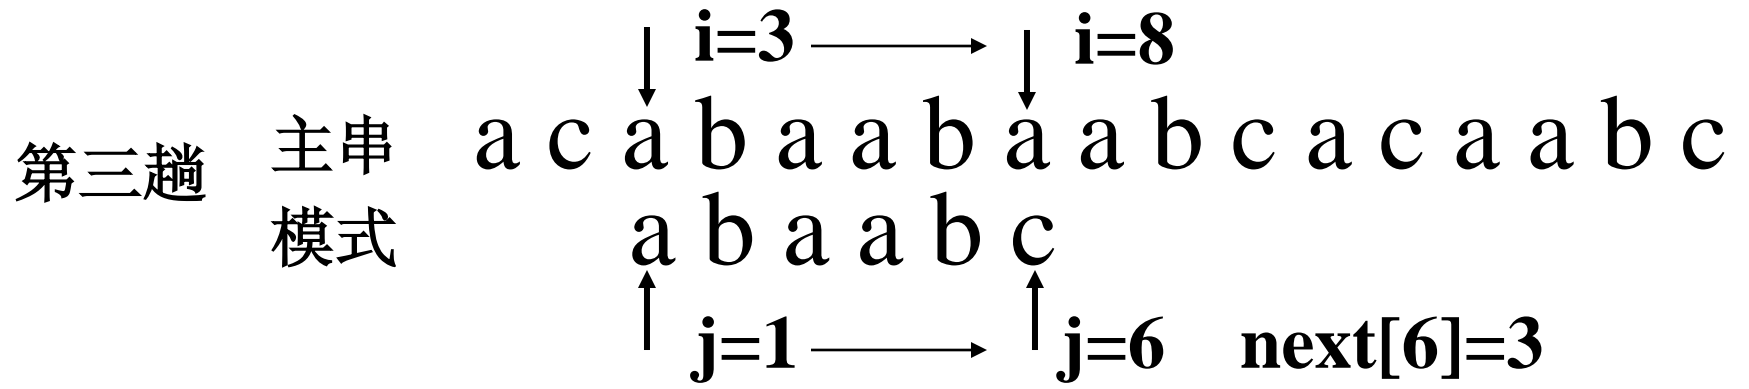 i=3 i=8
第三趟 主串 a c a b a a b a a b c a c a a b c
模式 a b a a b c
j=1 j=6 next[6]=3